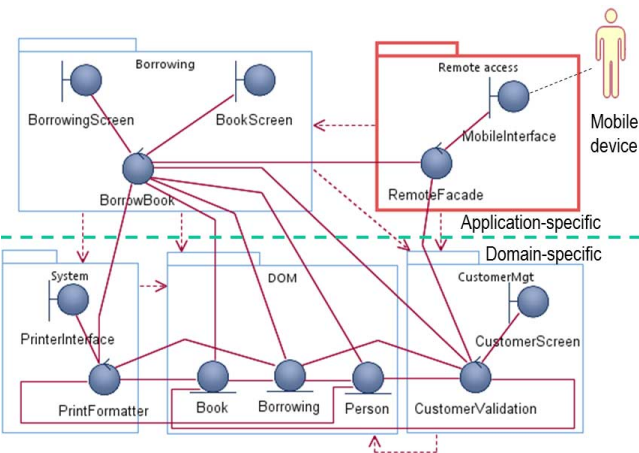 Borrowing
Remote access
BorrowingScreen
BookScreen
MobileInterface
Mobile
device
BorrowBook
RemoteFacade
Application-specific
Domain-specific
System
DOM
CustomerMgt
PrinterInterface
CustomerScreen
PrintFormatter
Book
Borrowing
Person
CustomerValidation